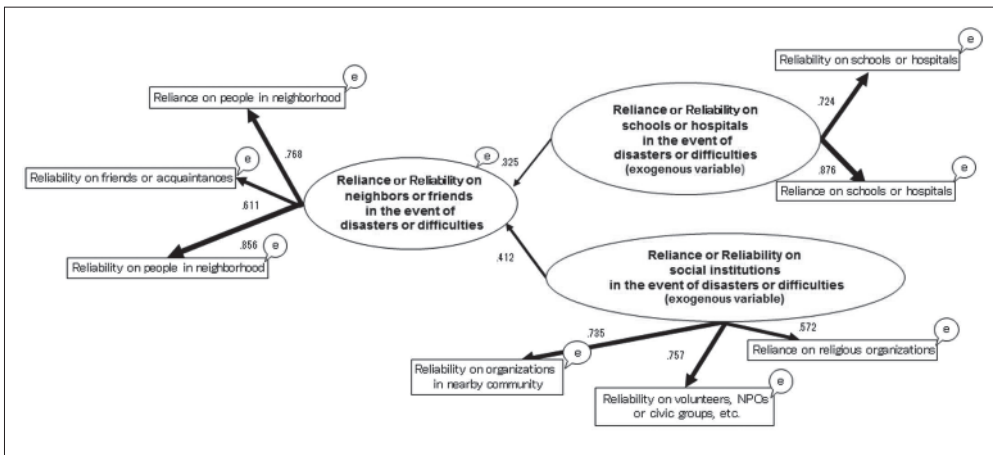 e
Reliability on schools or hospitals
e
Reliance on people in neighborhood
.724
Reliance or Reliability on
schools or hospitals
in the event of
disasters or difficulties
(exogenous variable)
.768
e
.325
e
Reliability on friends or acquaintances
Reliance or Reliability on
neighbors or friends
in the event of
disasters or difficulties
.876
e
Reliance on schools or hospitals
.611
.856
e
Reliability on people in neighborhood
.412
Reliance or Reliability on
social institutions
in the event of disasters or difficulties
(exogenous variable)
.735
.572
e
Reliance on religious organizations
.757
e
Reliability on organizations
in nearby community
e
Reliability on volunteers, NPOs
or civic groups, etc.